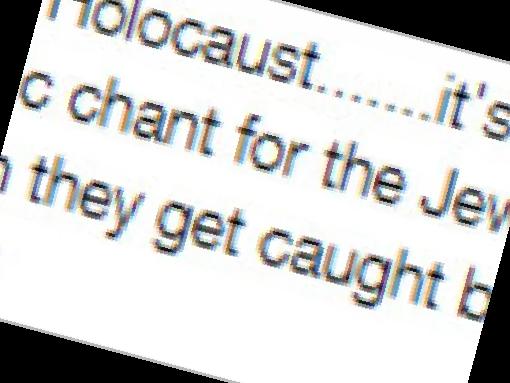 Holocaust.......it's
c chant for the Jew
they get caught b